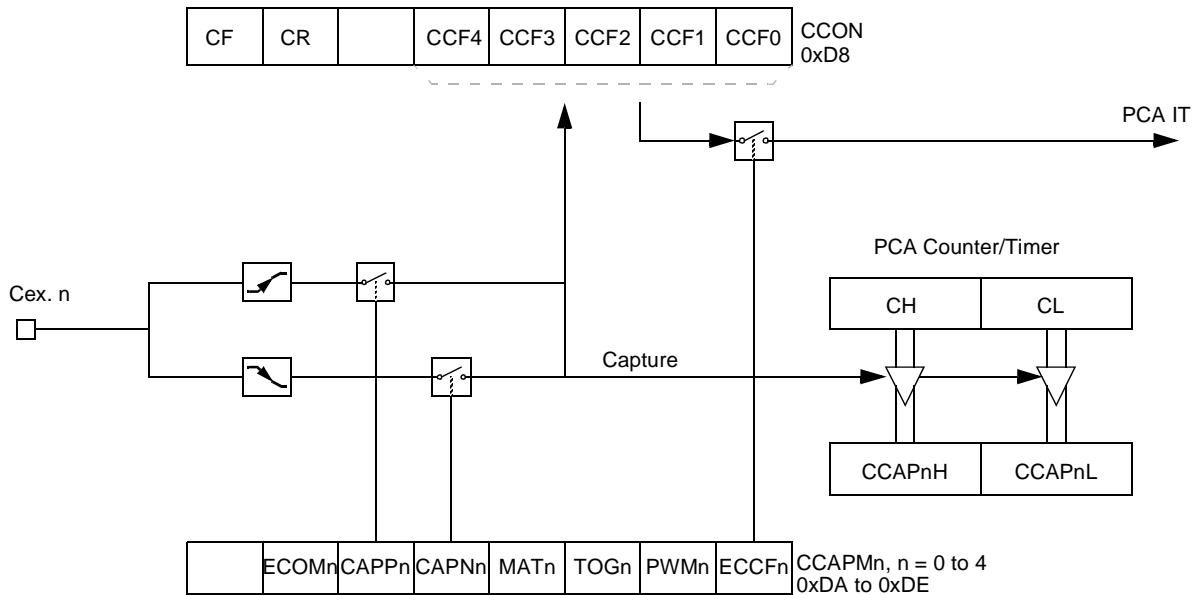 CF CR CCF4 CCF3 CCF2 CCF1 CCF0 CCON
0xD8
PCA IT
PCA Counter/Timer
Cex. n
CH CL
Capture
CCAPnH CCAPnL
ECOMn CAPPn CAPNn MATn TOGn PWMn ECCFn CCAPMn, n = 0 to 4
0xDA to 0xDE